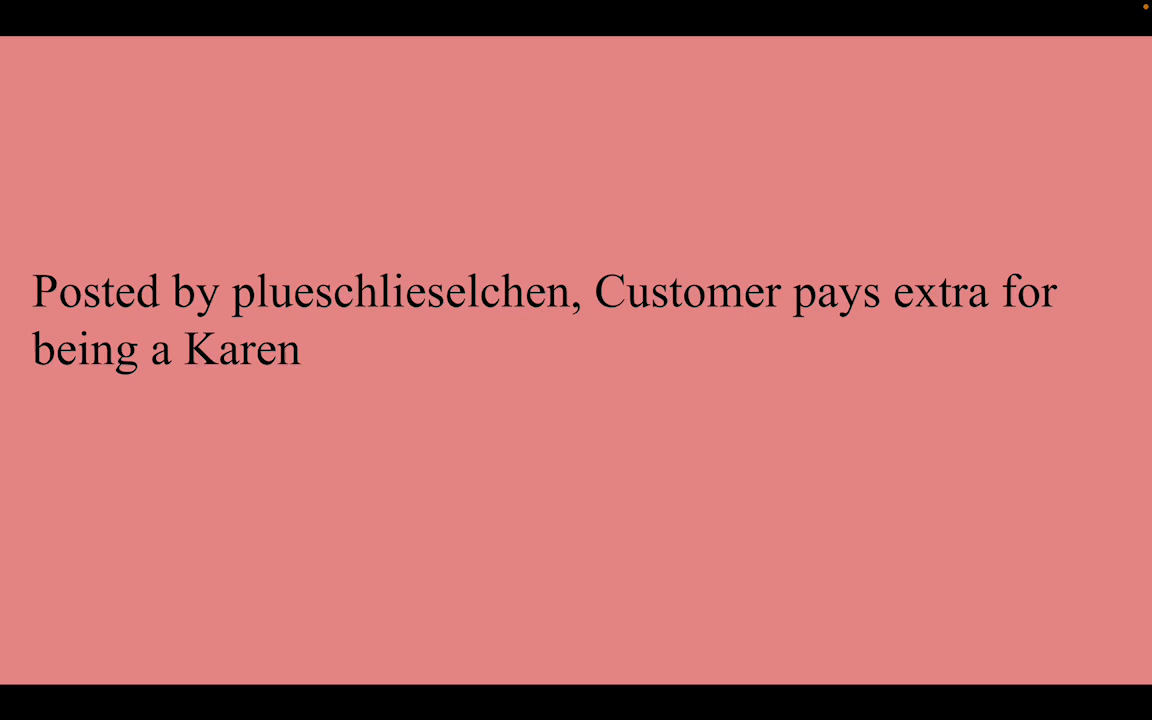 Posted by plueschlieselchen, Customer pays extra for
being a Karen